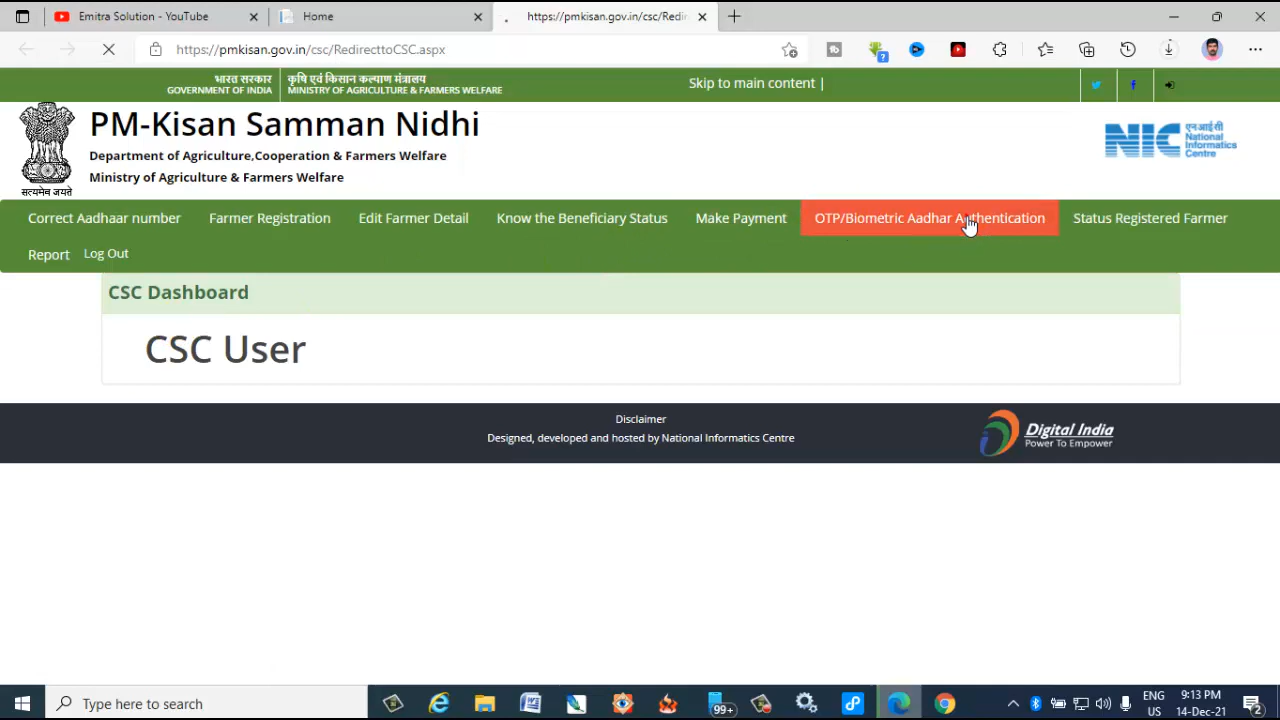 Emitra Solution - YouTube
Home
https://pmkisan.gov.in/csc/Redir
https://pmkisan.gov.in/csc/RedirecttoCSC.aspx
भारत सरकार
GOVERNMENT OF INDIA
कृषि एवं किसान कल्याण मंत्रालय
MINISTRY OF AGRICULTURE & FARMERS WELFARE
Skip to main content |
PM-Kisan Samman Nidhi
Department of Agriculture,Cooperation & Farmers Welfare
Ministry of Agriculture & Farmers Welfare
सत्यमेव जयते
NIC
एन आई सी
National
Informatics
Centre
Correct Aadhaar number Farmer Registration Edit Farmer Detail Know the Beneficiary Status Make Payment OTP/Biometric Aadhar Authentication Status Registered Farmer
Report Log Out
CSC Dashboard
CSC User
Disclaimer
Designed, developed and hosted by National Informatics Centre
Digital India
Power To Empower
Type here to search
99+
ENG
US
9:13 PM
14-Dec-21
2